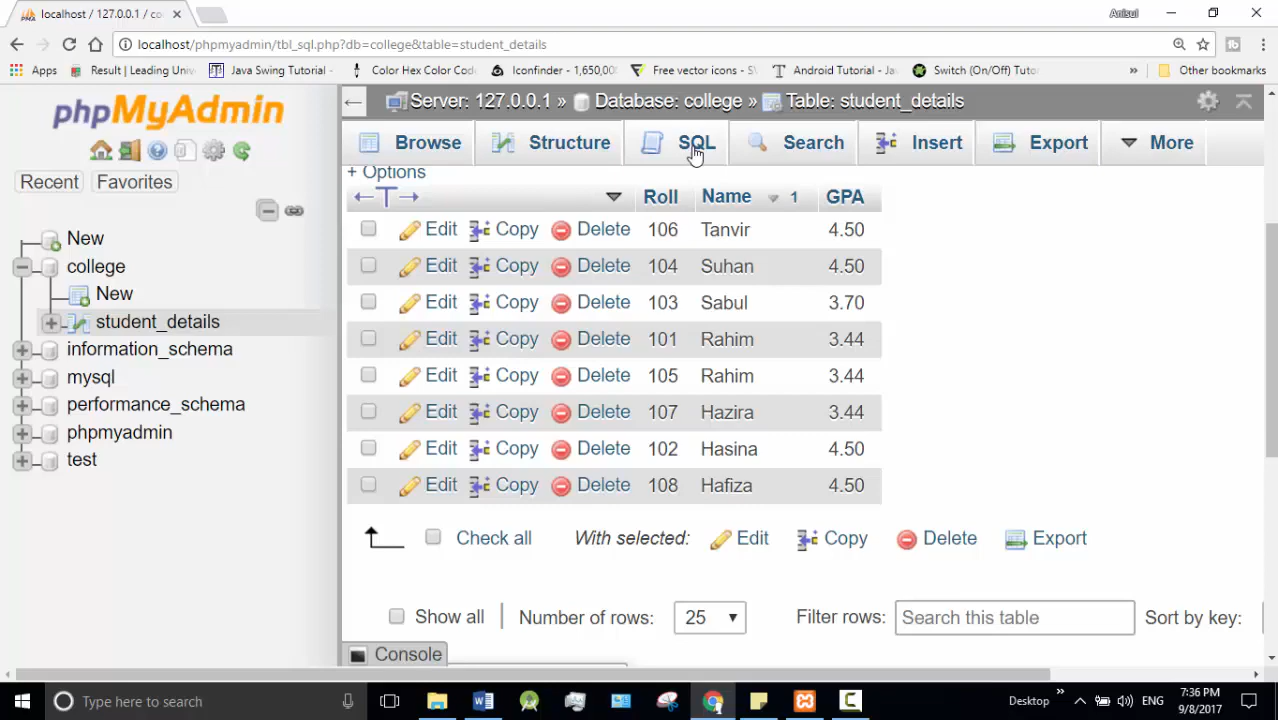 localhost / 127.0.0.1 / co
Anisul
localhost/phpmyadmin/tbl_sql.php?db=college&table=student_details
Apps Result | Leading Univ Java Swing Tutorial - Color Hex Color Code Iconfinder - 1,650,00 Free vector icons - SV Android Tutorial - Ja Switch (On/Off) Tuto » Other bookmarks
phpMyAdmin
Server: 127.0.0.1 » Database: college » Table: student_details
Browse Structure SQL Search Insert Export More
Recent Favorites
New
college
New
student_details
information_schema
mysql
performance_schema
phpmyadmin
test
+ Options
Roll Name 1 GPA
Edit Copy Delete 106 Tanvir 4.50
Edit Copy Delete 104 Suhan 4.50
Edit Copy Delete 103 Sabul 3.70
Edit Copy Delete 101 Rahim 3.44
Edit Copy Delete 105 Rahim 3.44
Edit Copy Delete 107 Hazira 3.44
Edit Copy Delete 102 Hasina 4.50
Edit Copy Delete 108 Hafiza 4.50
Check all With selected: Edit Copy Delete Export
Show all Number of rows: 25 Filter rows: Search this table Sort by key:
Console
Type here to search
Desktop » ENG 7:36 PM
9/8/2017